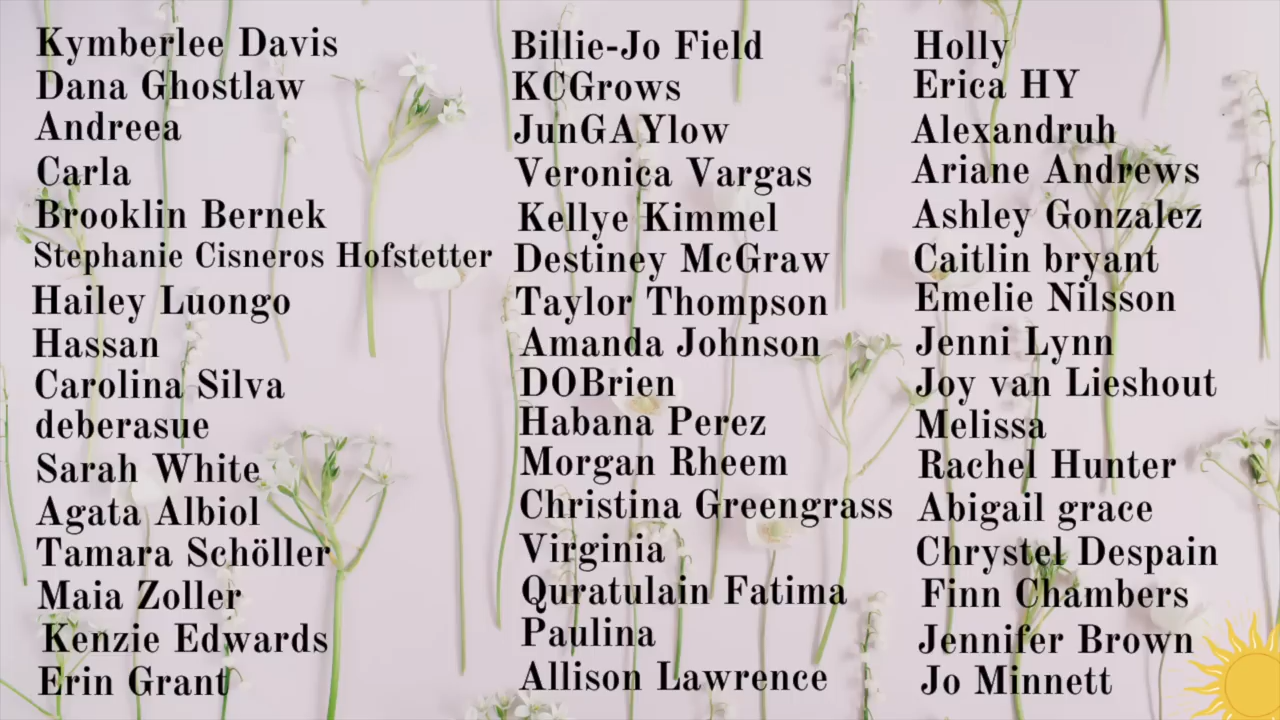 Kymberlee Davis
Dana Ghostlaw
Andreea
Carla
Brooklin Bernek
Stephanie Cisneros Hofstetter
Hailey Luongo
Hassan
Carolina Silva
deberasue
Sarah White
Agata Albiol
Tamara Schöller
Maia Zoller
Kenzie Edwards
Erin Grant
Billie-Jo Field
KCGrows
JunGAYlow
Veronica Vargas
Kellye Kimmel
Destiney McGraw
Taylor Thompson
Amanda Johnson
DOBrien
Habana Perez
Morgan Rheem
Christina Greengrass
Virginia
Quratulain Fatima
Paulina
Allison Lawrence
Holly
Erica HY
Alexandruh
Ariane Andrews
Ashley Gonzalez
Caitlin bryant
Emelie Nilsson
Jenni Lynn
Joy van Lieshout
Melissa
Rachel Hunter
Abigail grace
Chrystel Despain
Finn Chambers
Jennifer Brown
Jo Minnett